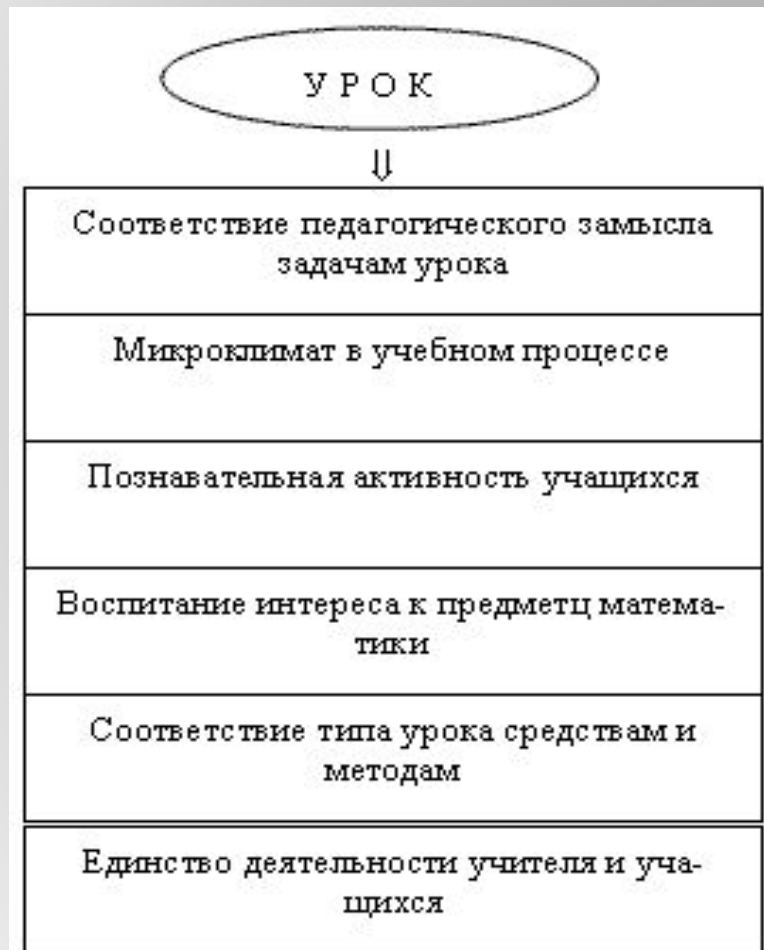 У Р О К
Соответствие педагогического замысла
задачам урока
Микроклимат в учебном процессе
Познавательная активность учащихся
Воспитание интереса к предметц матема-
тики
Соответствие типа урока средствам и
методам
Единство деятельности учителя и уча-
щихся